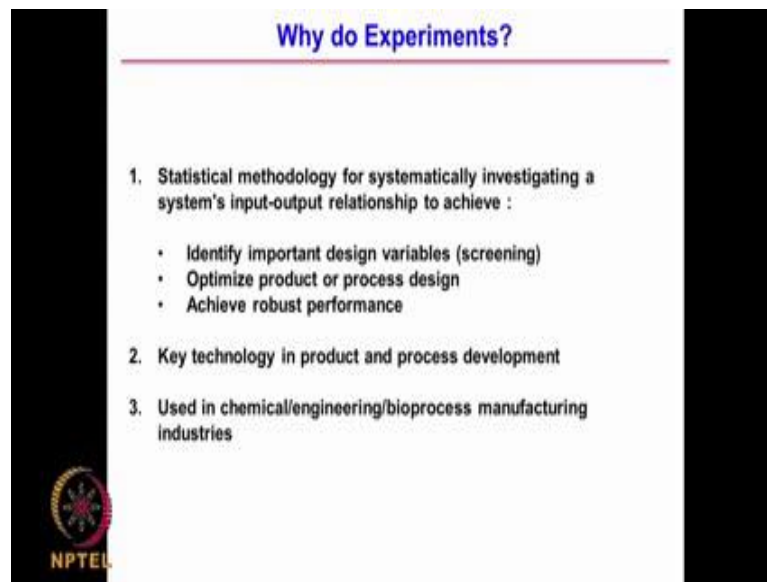 Why do Experiments?
1. Statistical methodology for systematically investigating a
system's input-output relationship to achieve :
• Identify important design variables (screening)
• Optimize product or process design
• Achieve robust performance
2. Key technology in product and process development
3. Used in chemical/engineering/bioprocess manufacturing
industries
NPTEL